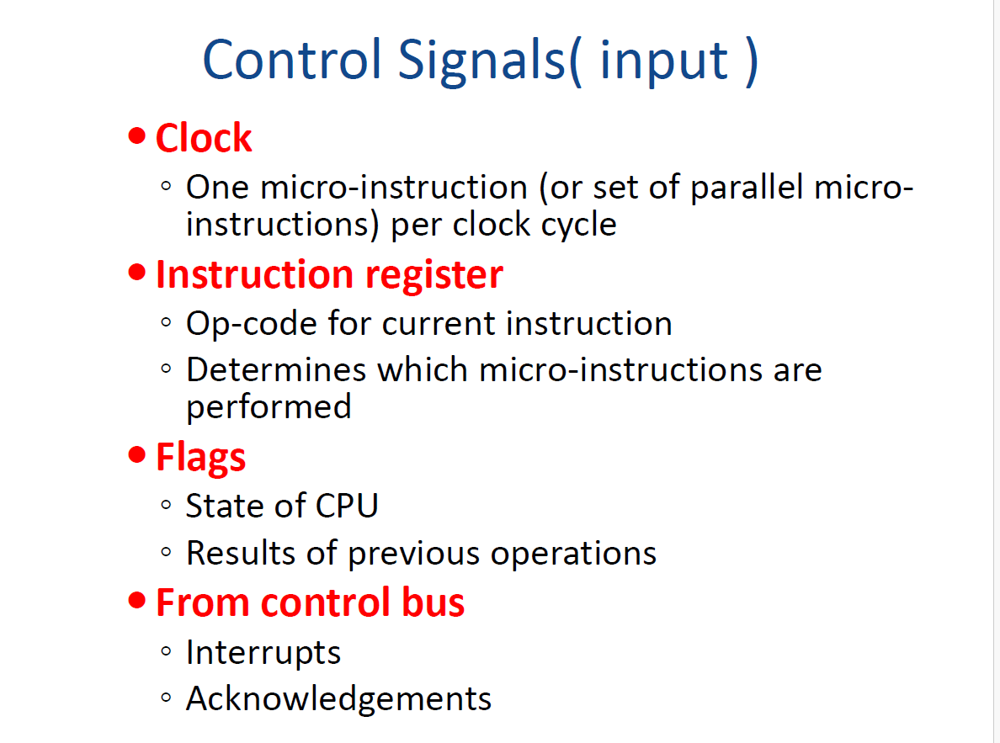 Control Signals( input )
• Clock
◦ One micro-instruction (or set of parallel micro-
instructions) per clock cycle
• Instruction register
◦ Op-code for current instruction
◦ Determines which micro-instructions are
performed
• Flags
◦ State of CPU
◦ Results of previous operations
• From control bus
◦ Interrupts
◦ Acknowledgements